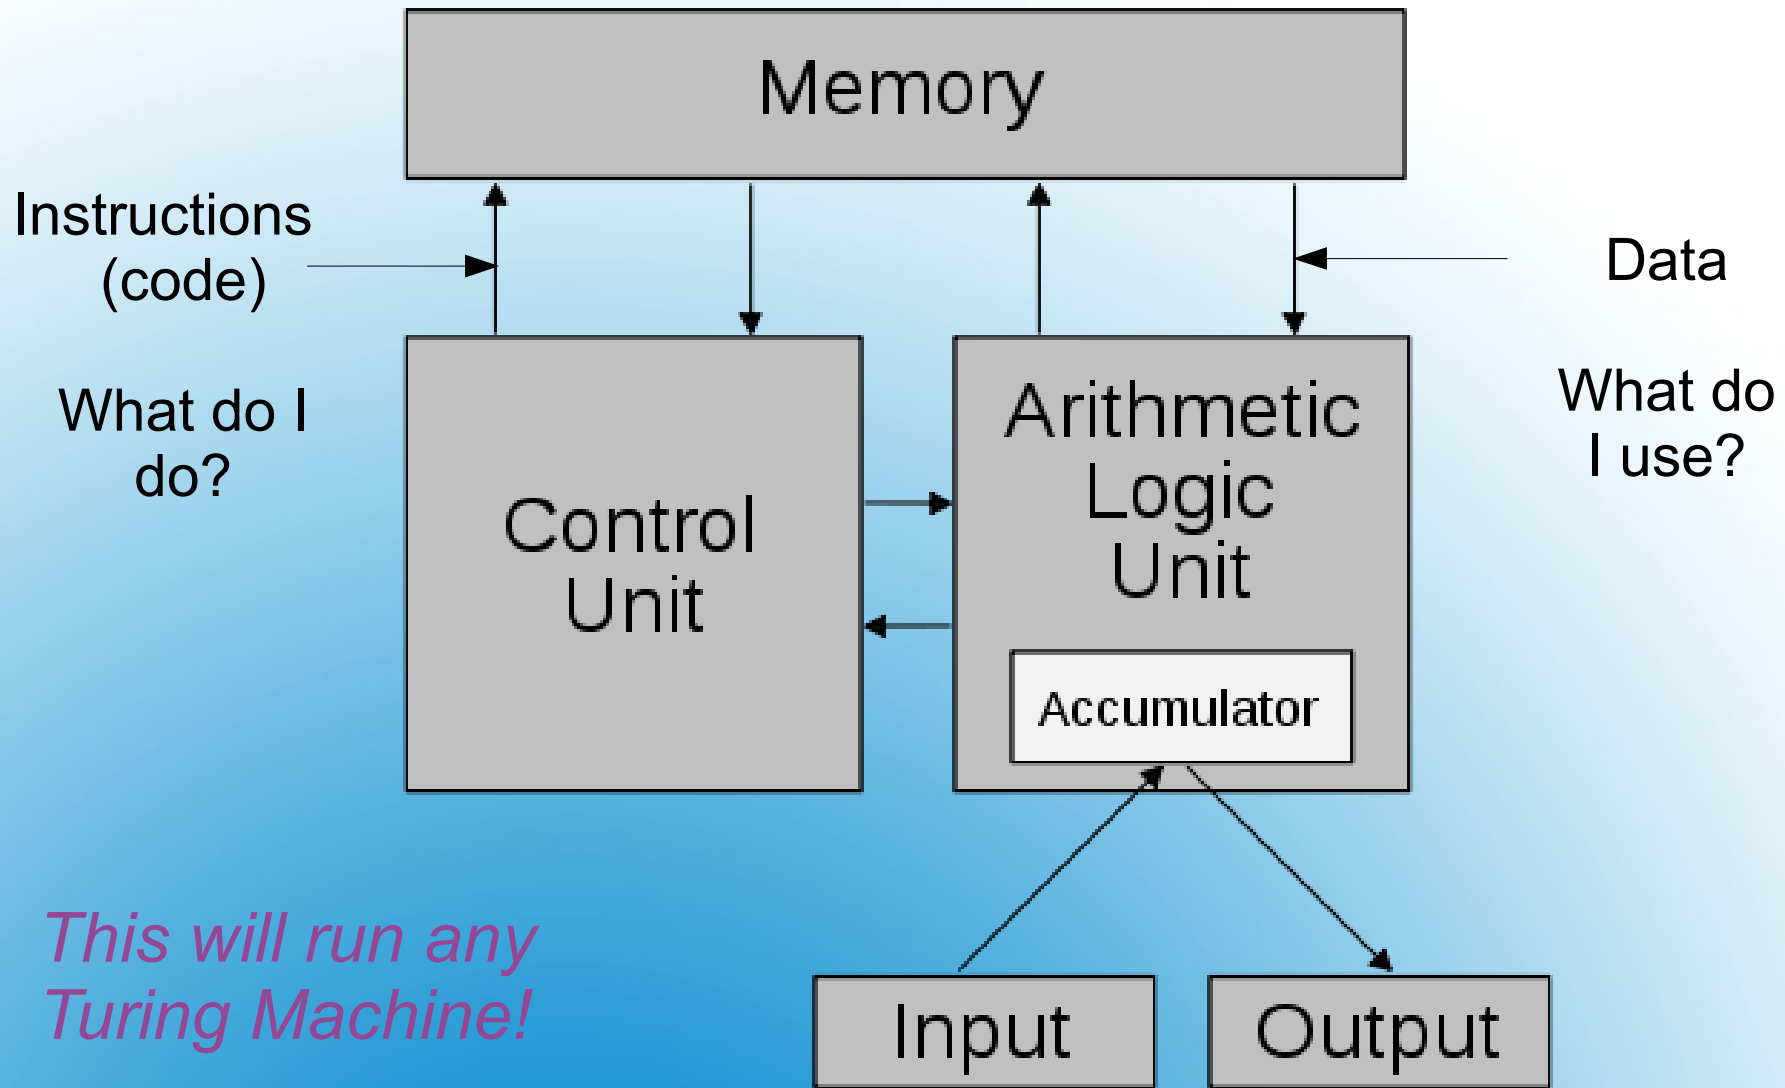 Memory
Instructions
(code)
Data
What do I
do?
What do
I use?
Control
Unit
Arithmetic
Logic
Unit
Accumulator
This will run any
Turing Machine!
Input
Output